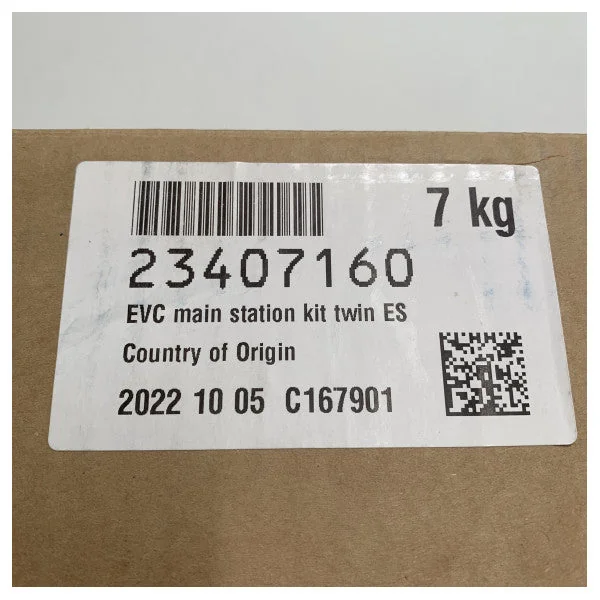 7 kg
23407160
EVC main station kit twin ES
Country of Origin
2022 10 05 C167901